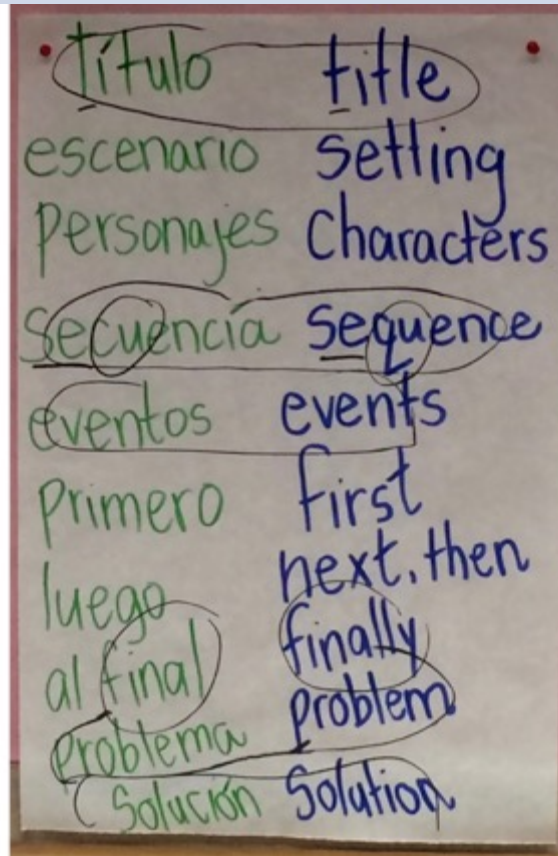 título title
escenario setting
personajes Characters
Secuencia sequence
eventos events
primero first
luego next, then
al final finally
problema problem
Solución Solution